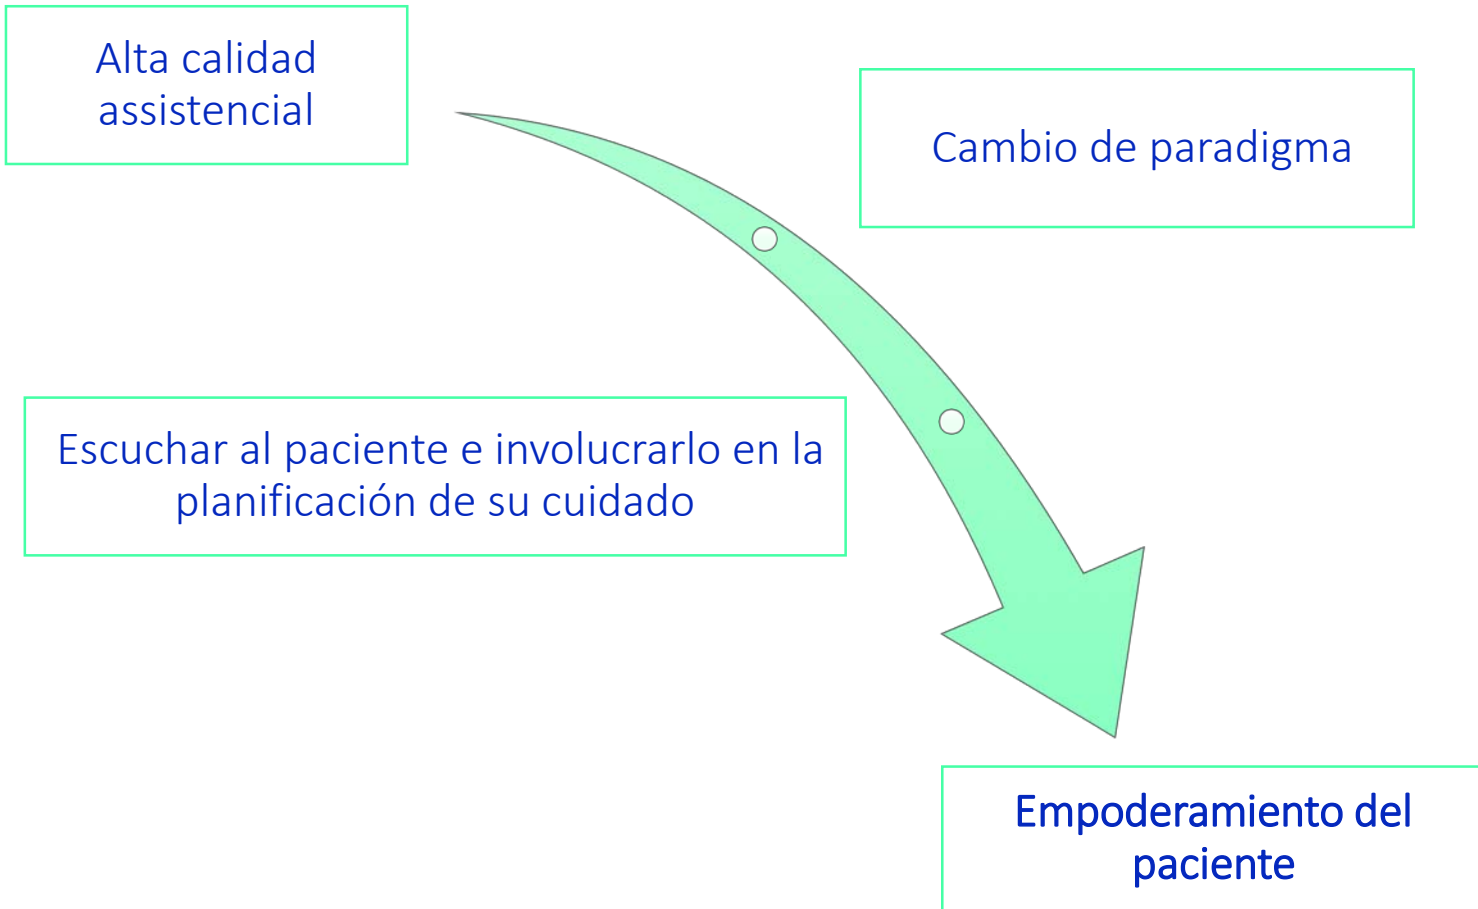 Alta calidad
assistencial
Cambio de paradigma
Escuchar al paciente e involucrarlo en la
planificación de su cuidado
Empoderamiento del
paciente